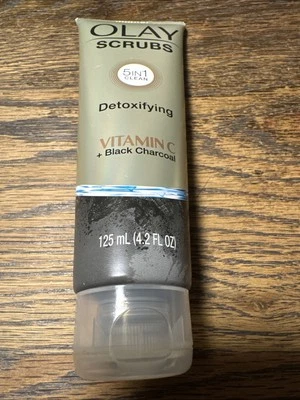 OLAY
SCRUBS
5IN1
CLEAN
Detoxifying
VITAMIN C
+ Black Charcoal
125 mL (4.2 FL OZ)